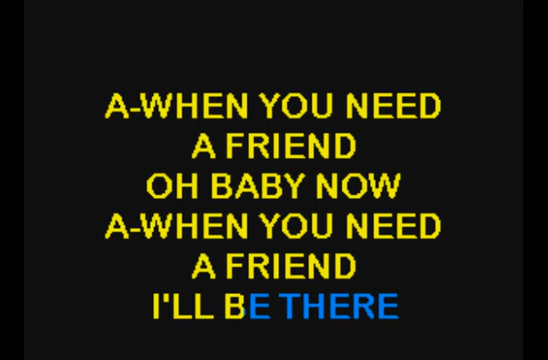 A-WHEN YOU NEED
A FRIEND
OH BABY NOW
A-WHEN YOU NEED
A FRIEND
I'LL BE THERE